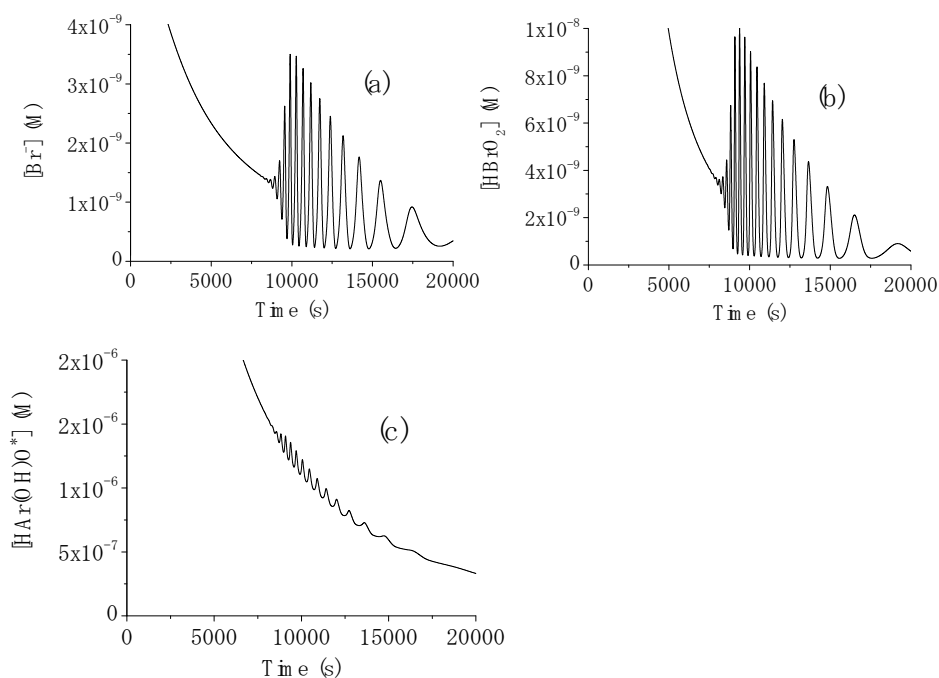 4x10⁻⁹
3x10⁻⁹
2x10⁻⁹
1x10⁻⁹
0
[Br⁻] (M)
(a)
0 5000 10000 15000 20000
Time (s)
1x10⁻⁸
8x10⁻⁹
6x10⁻⁹
4x10⁻⁹
2x10⁻⁹
0
[HBrO₂] (M)
(b)
0 5000 10000 15000 20000
Time (s)
2x10⁻⁶
2x10⁻⁶
1x10⁻⁶
5x10⁻⁷
0
[HAr(OH)O*] (M)
(c)
0 5000 10000 15000 20000
Time (s)